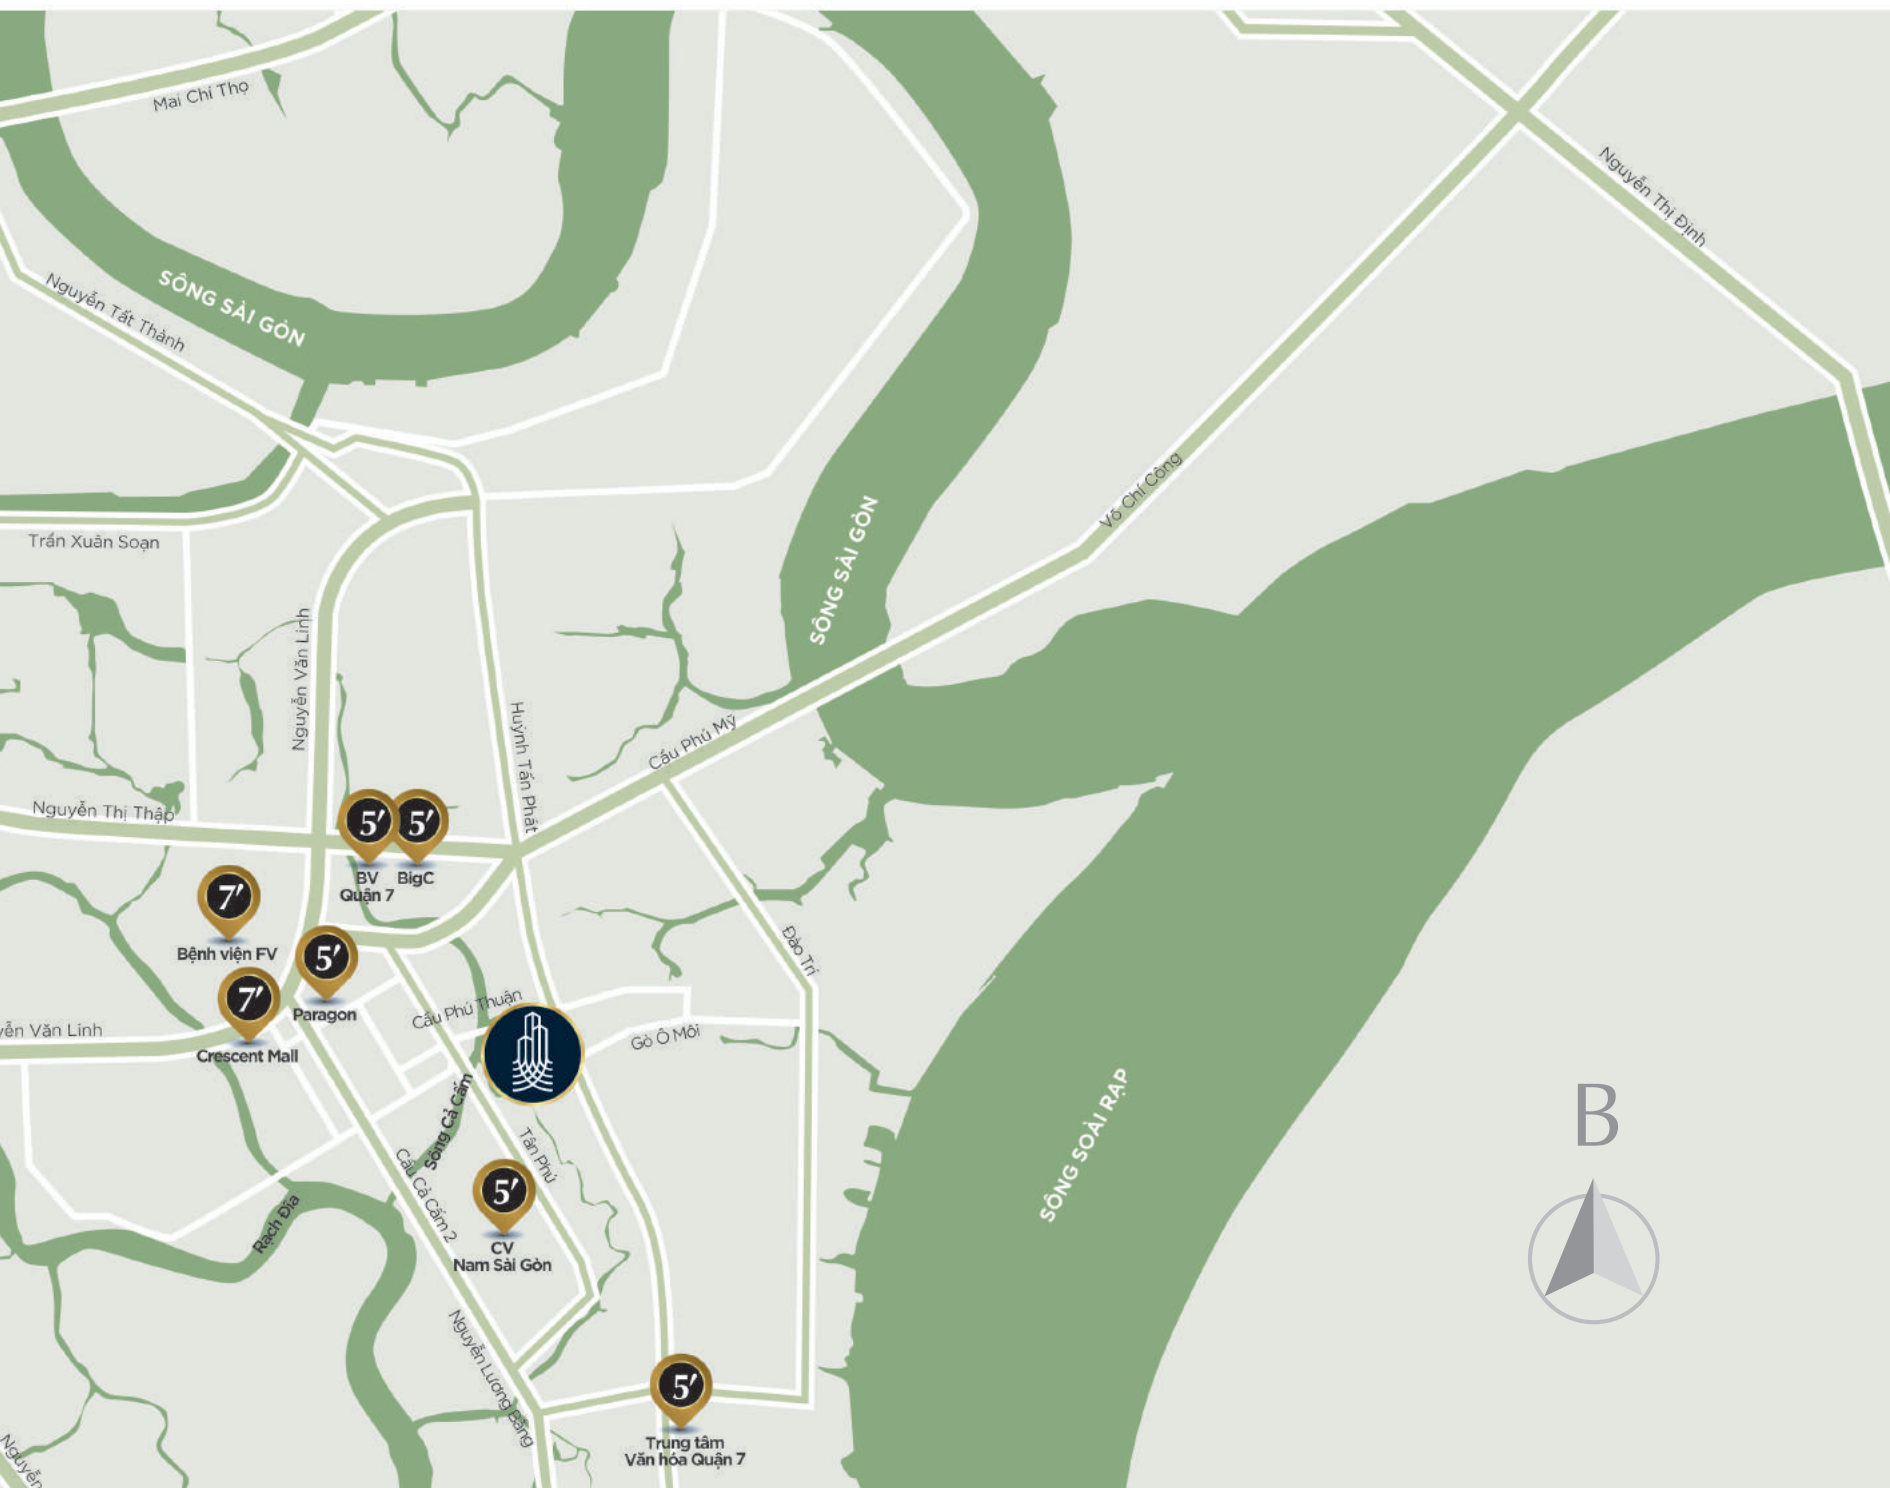 Mai Chí Thọ
Nguyễn Thị Định
SÔNG SÀI GÒN
Nguyễn Tất Thành
Võ Chí Công
SÔNG SÀI GÒN
Trần Xuân Soạn
Nguyễn Văn Linh
Huỳnh Tấn Phát
Cầu Phú Mỹ
Nguyễn Thị Thập
5'
5'
BV
Quận 7
BigC
7'
Bệnh viện FV
5'
Paragon
Đào Trí
7'
Crescent Mall
yễn Văn Linh
Cầu Phú Thuận
Gò Ô Môi
Sông Cả Cấm
Tân Phú
Cầu Cả Cấm 2
SÔNG SOÀI RẠP
B
5'
CV
Nam Sài Gòn
Rạch Đỉa
Nguyễn Lương Bằng
5'
Trung tâm
Văn hóa Quận 7
Nguyễn